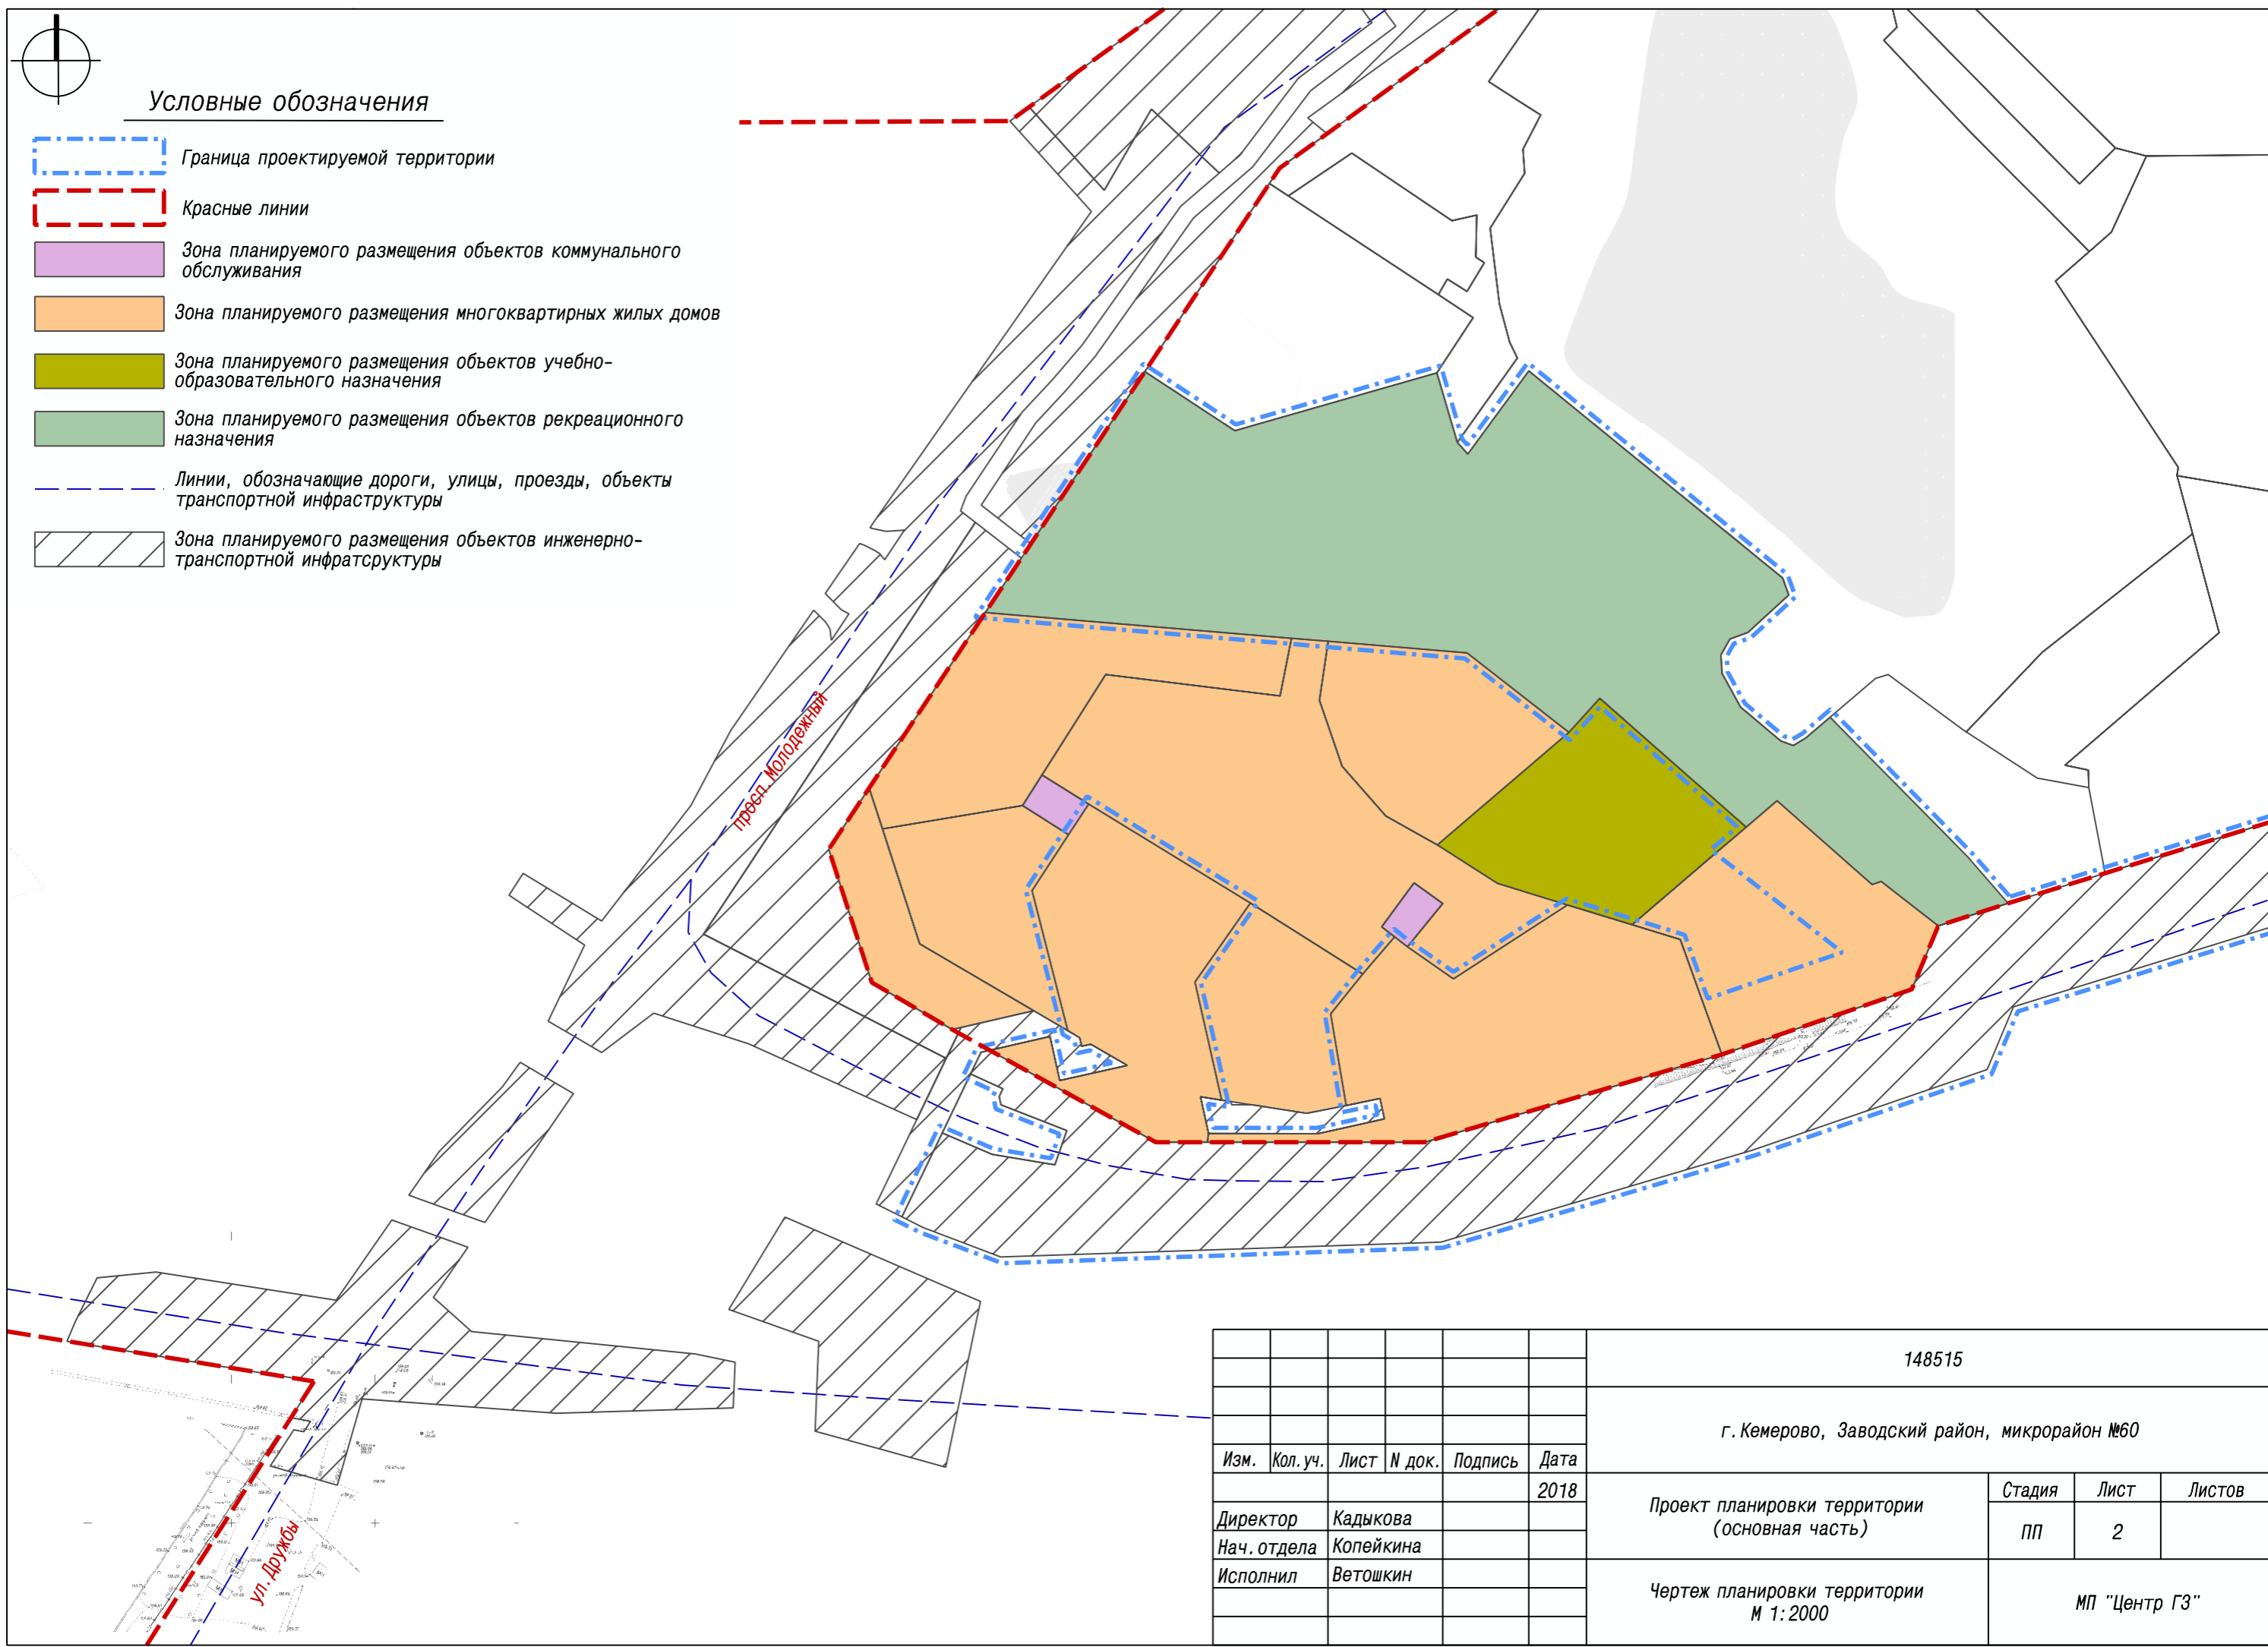 Условные обозначения
Граница проектируемой территории
Красные линии
Зона планируемого размещения объектов коммунального
обслуживания
Зона планируемого размещения многоквартирных жилых домов
Зона планируемого размещения объектов учебно-
образовательного назначения
Зона планируемого размещения объектов рекреационного
назначения
Линии, обозначающие дороги, улицы, проезды, объекты
транспортной инфраструктуры
Зона планируемого размещения объектов инженерно-
транспортной инфратсруктуры
просп. Молодежный
ул. Дружбы
148515
г. Кемерово, Заводский район, микрорайон №60
Изм. Кол.уч. Лист N док. Подпись Дата
2018
Проект планировки территории
(основная часть)
Стадия Лист Листов
ПП 2
Директор Кадыкова
Нач.отдела Копейкина
Исполнил Ветошкин
Чертеж планировки территории
М 1:2000
МП "Центр ГЗ"